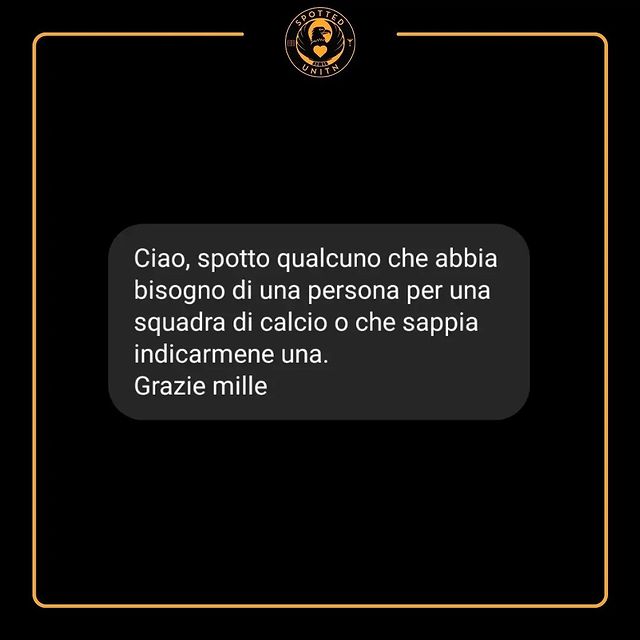 SPOTTED
UNITN
Ciao, spotto qualcuno che abbia
bisogno di una persona per una
squadra di calcio o che sappia
indicarmene una.
Grazie mille